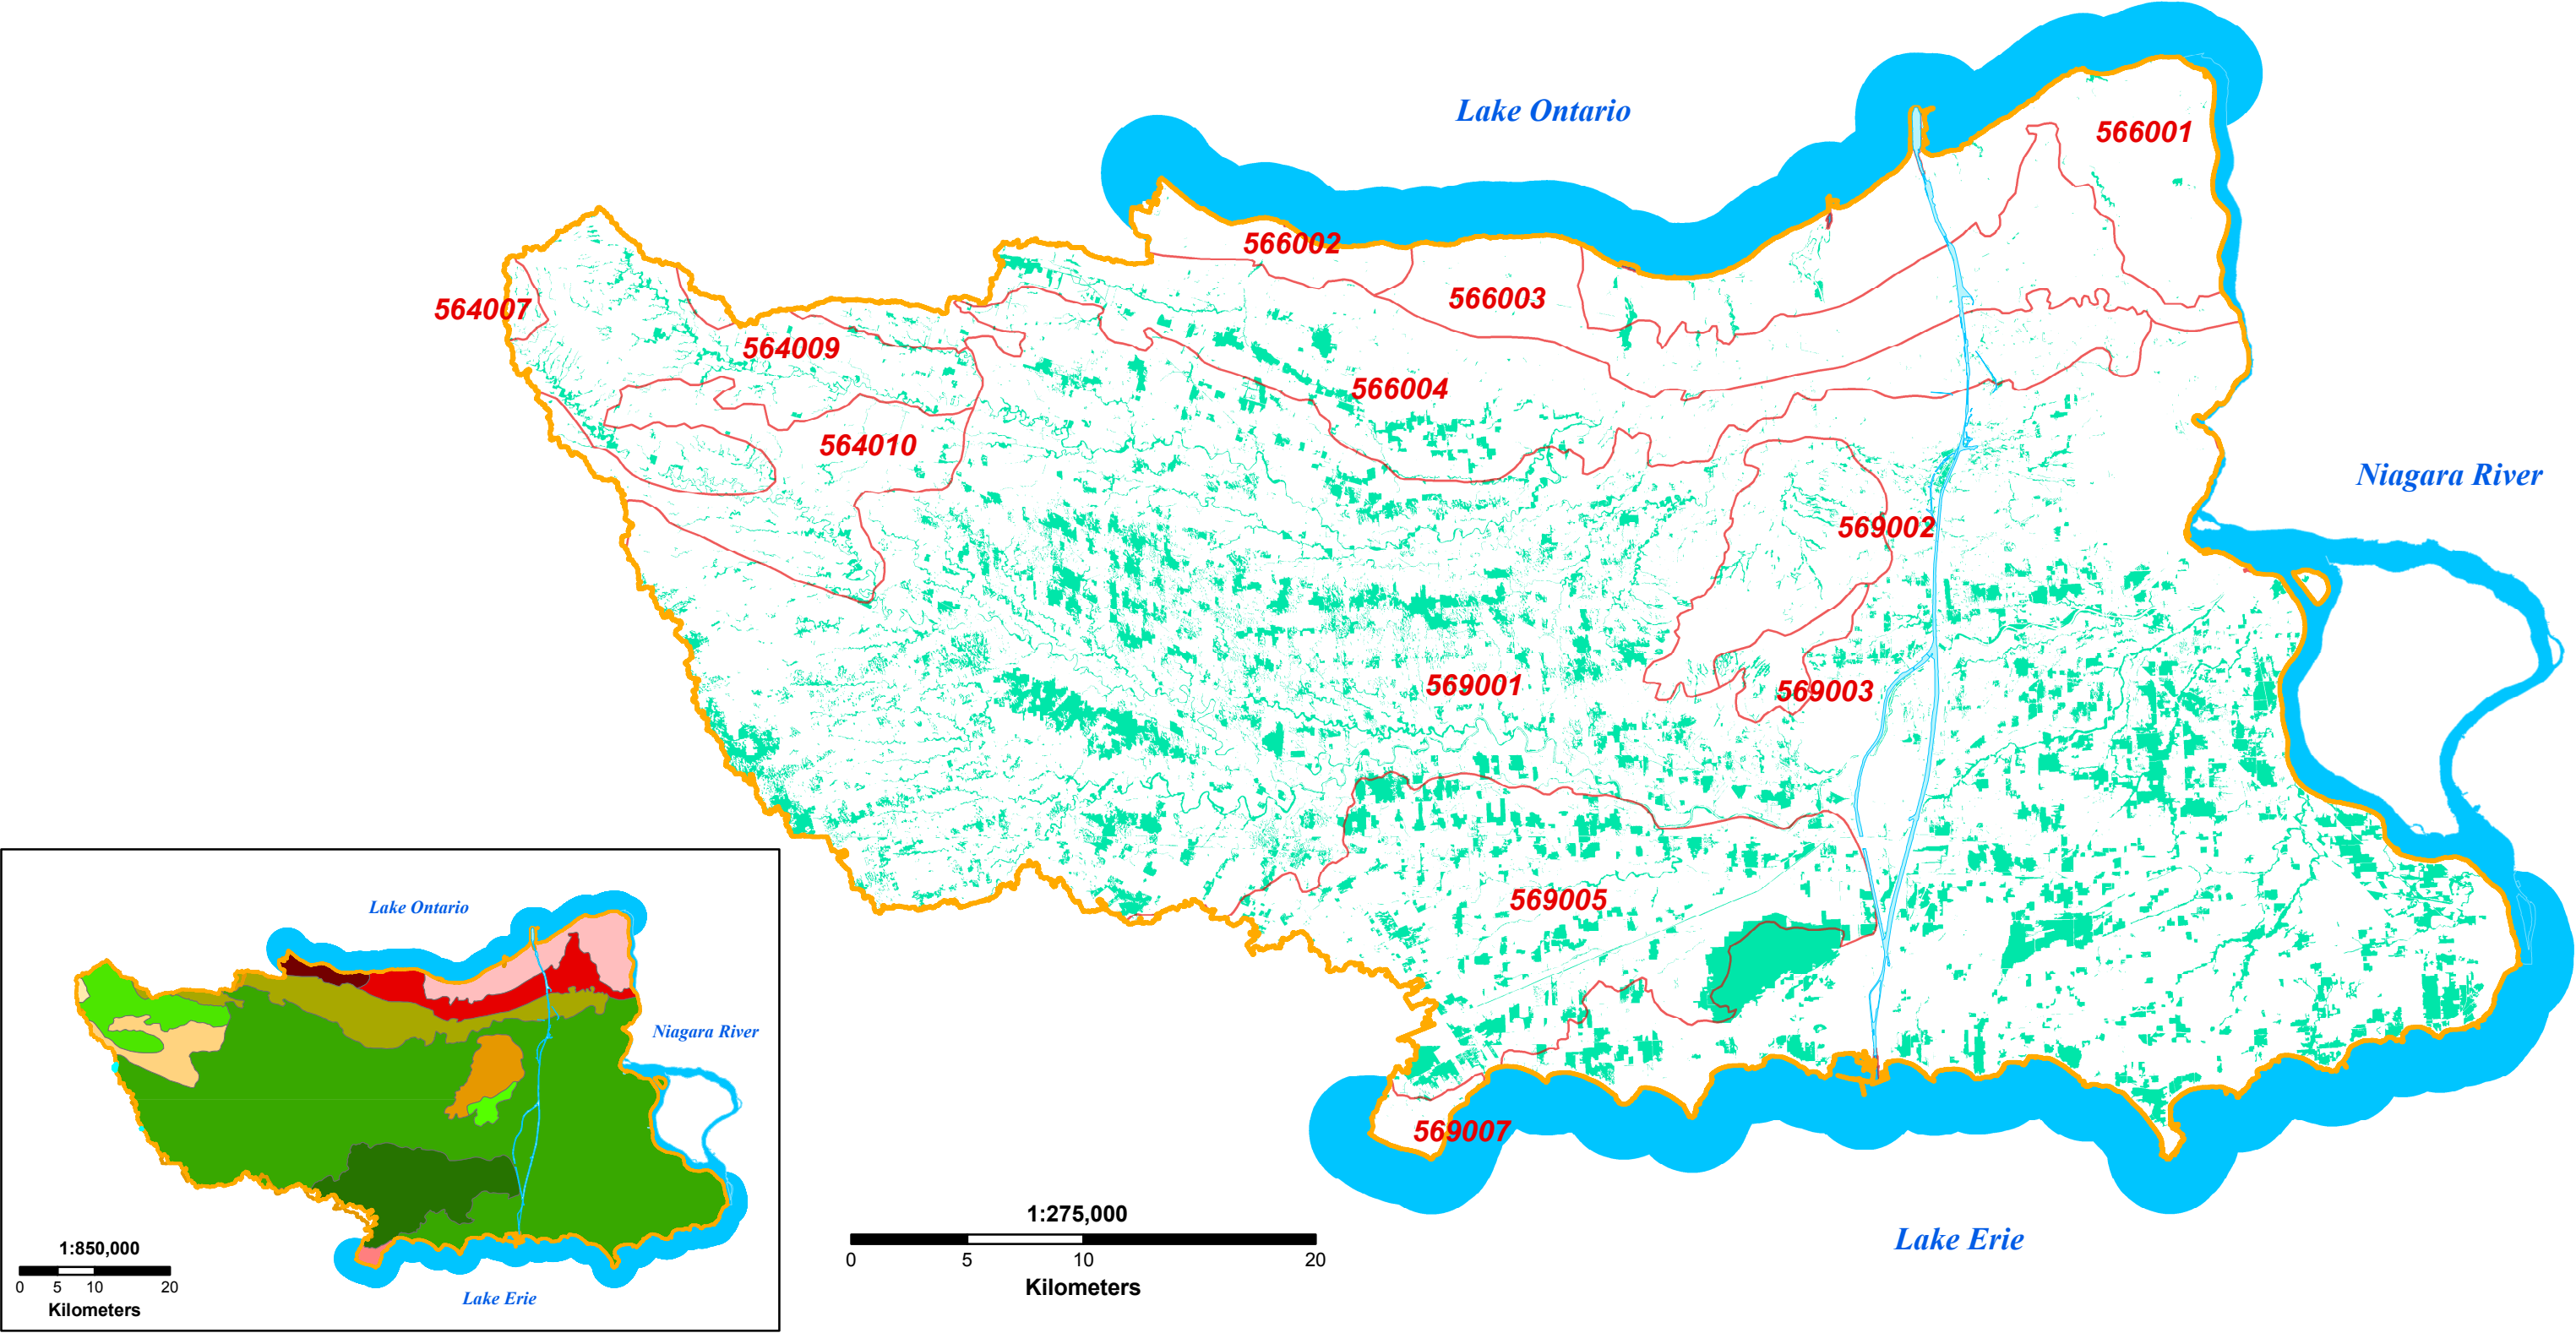 Lake Ontario
566001
566002
566003
564007
564009
566004
564010
Niagara River
569002
569001
569003
569005
569007
Lake Erie
1:275,000
0 5 10 20
Kilometers
Lake Ontario
Niagara River
Lake Erie
1:850,000
0 5 10 20
Kilometers